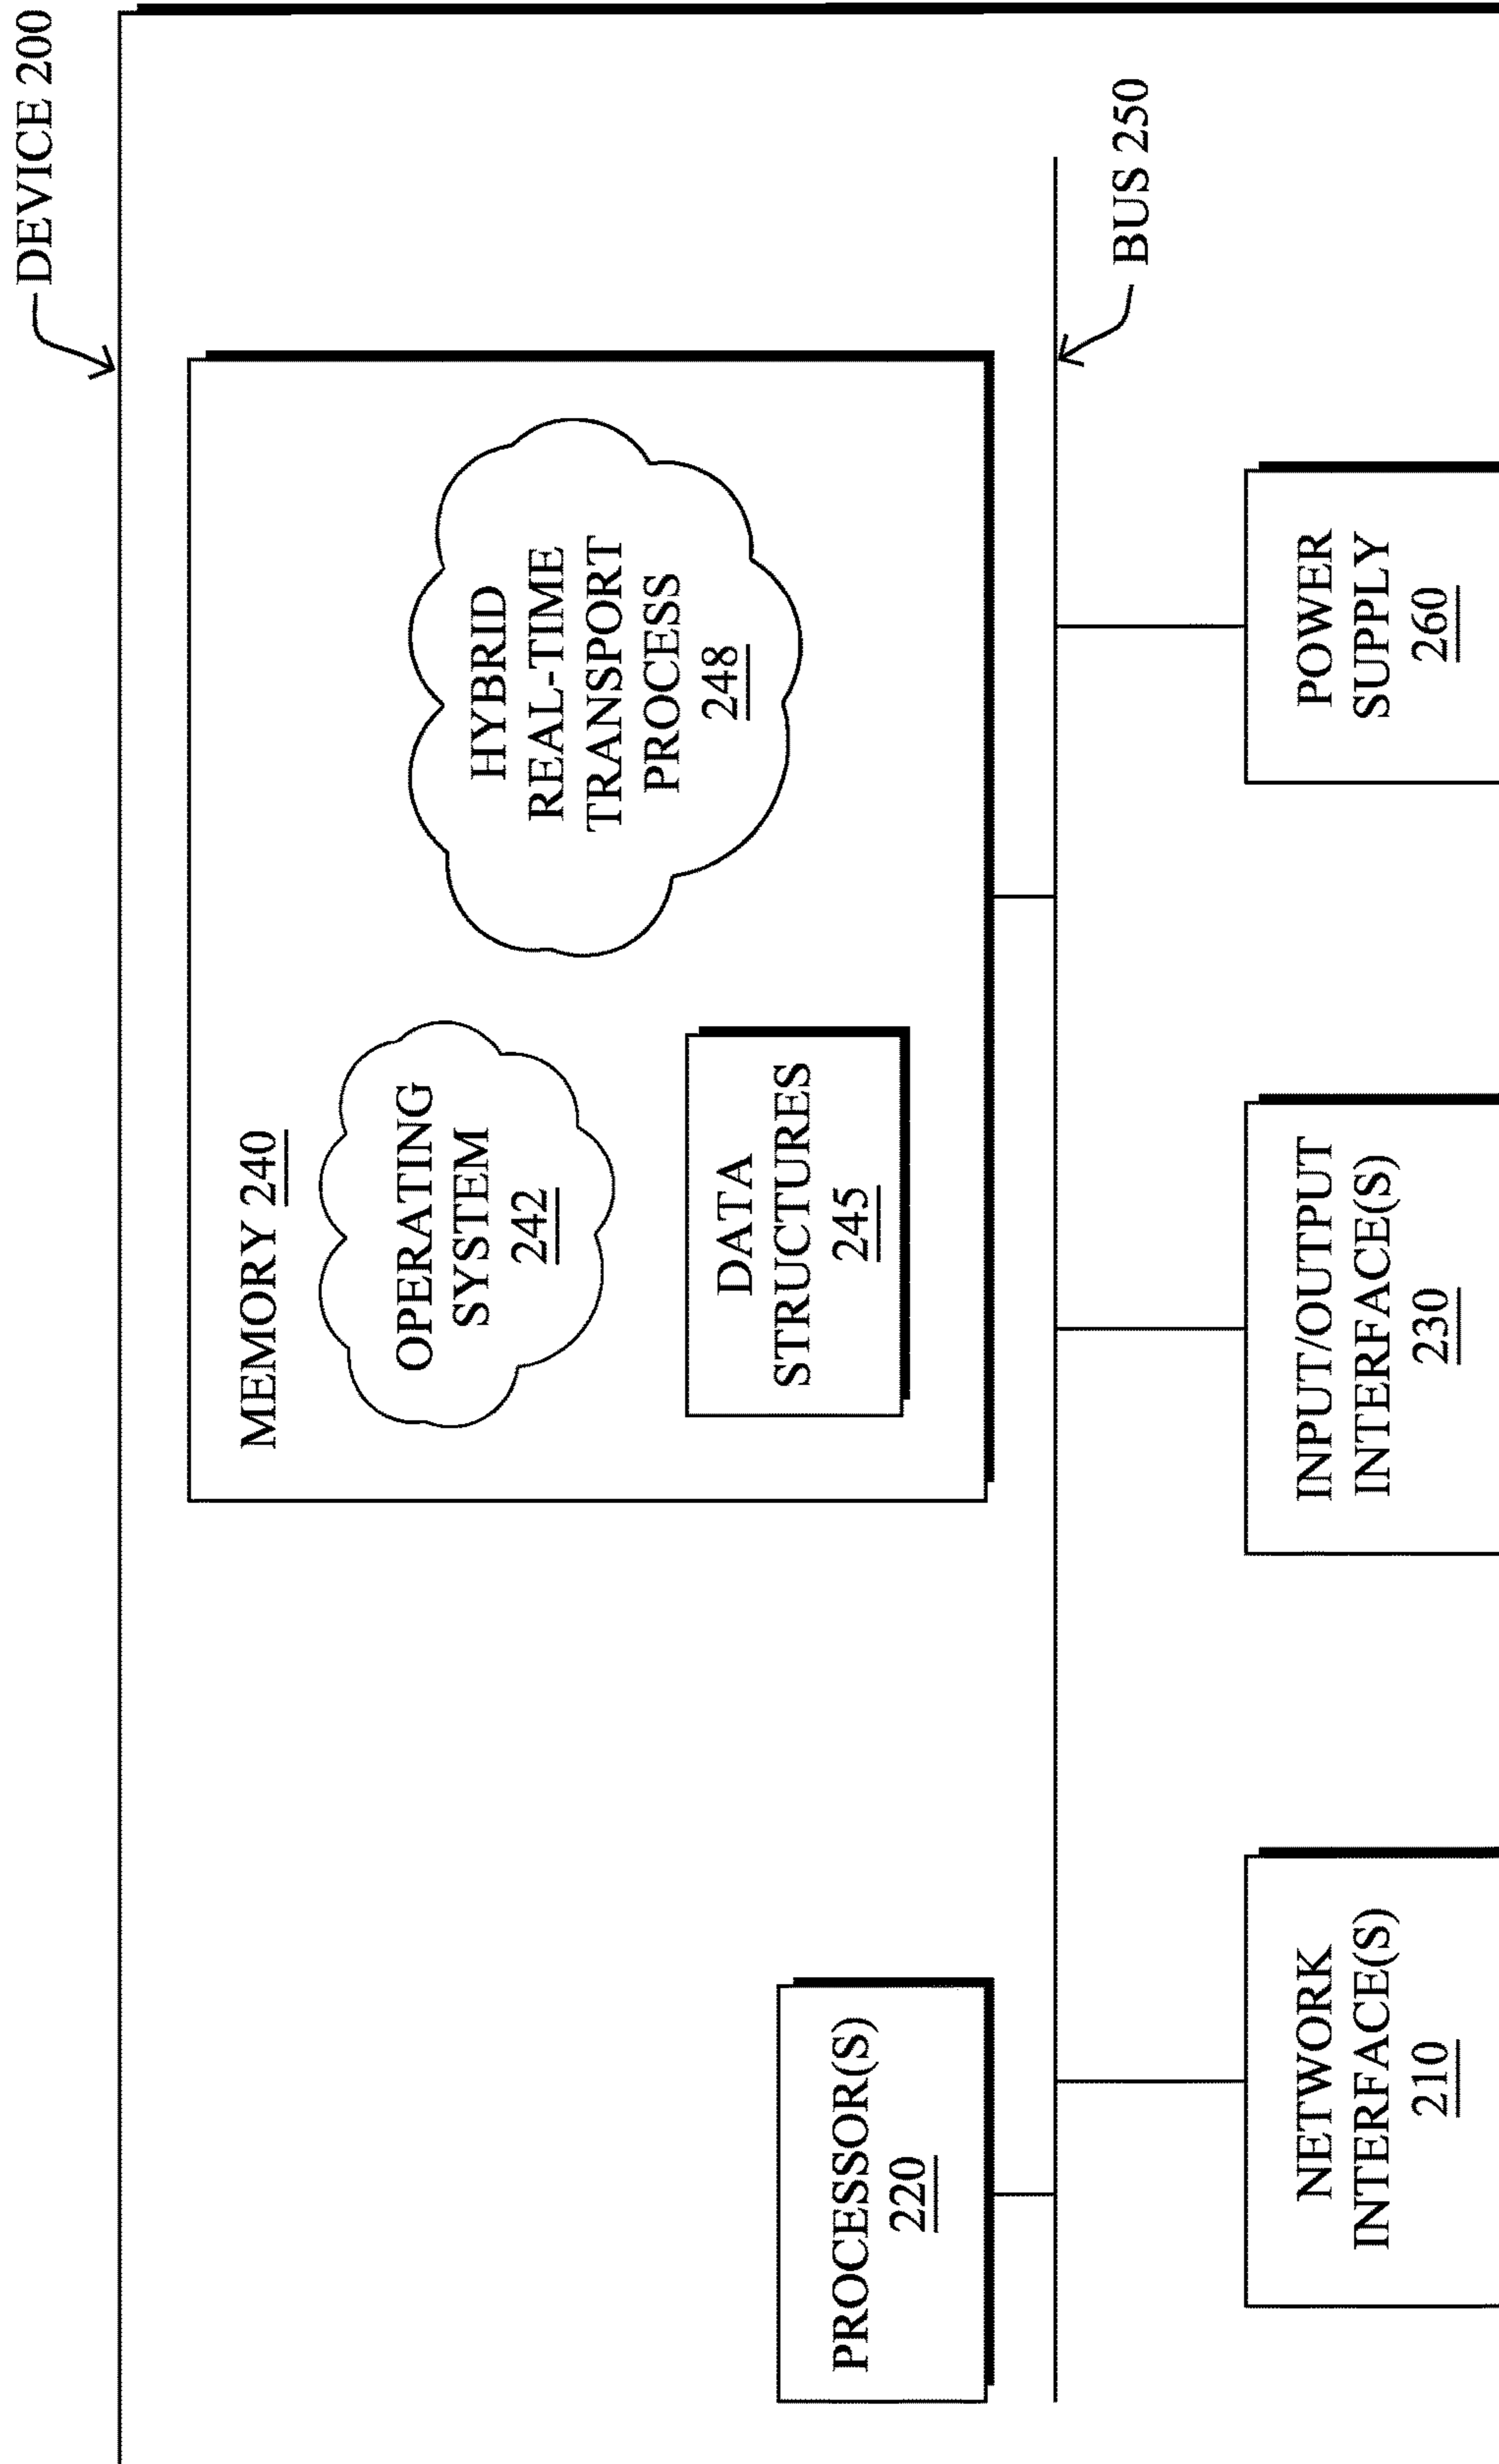 DEVICE 200
MEMORY 240
OPERATING
SYSTEM
242
HYBRID
REAL-TIME
TRANSPORT
PROCESS
248
DATA
STRUCTURES
245
PROCESSOR(S)
220
BUS 250
NETWORK
INTERFACE(S)
210
INPUT/OUTPUT
INTERFACE(S)
230
POWER
SUPPLY
260